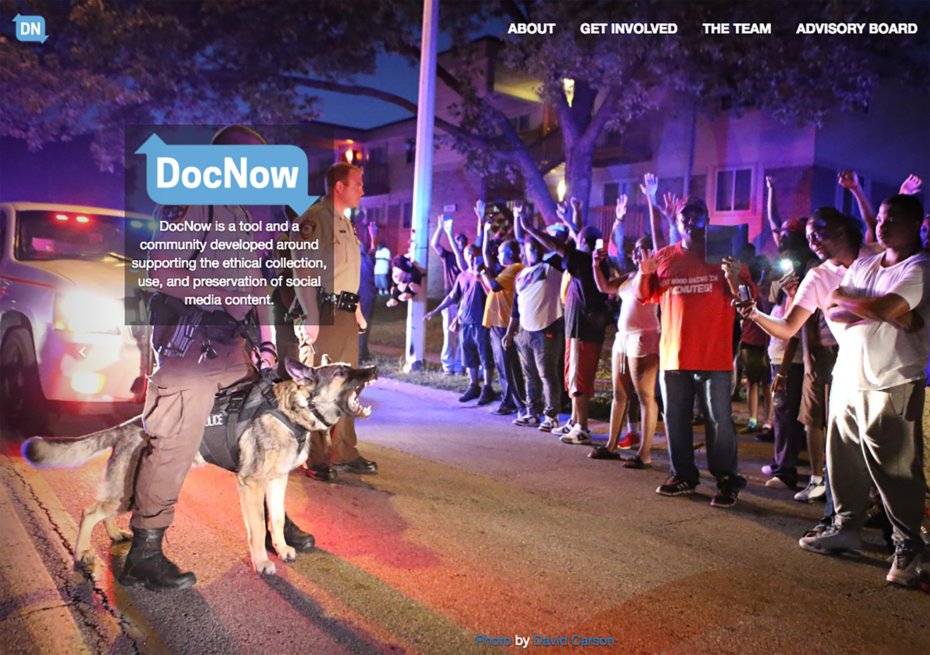 DN
ABOUT GET INVOLVED THE TEAM ADVISORY BOARD
DocNow
DocNow is a tool and a
community developed around
supporting the ethical collection,
use, and preservation of social
media content.
MINUTES!
Photo by David Carson